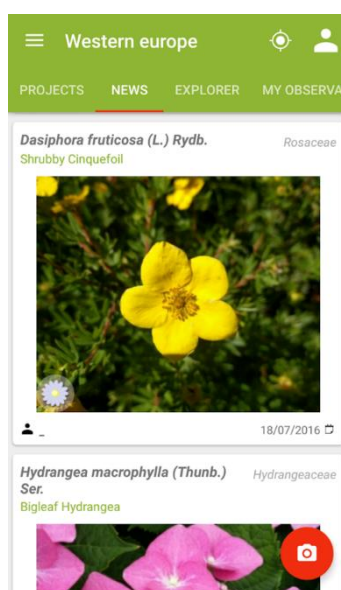 Western europe
PROJECTS NEWS EXPLORER MY OBSERVA
Dasiphora fruticosa (L.) Rydb. Rosaceae
Shrubby Cinquefoil
_ 18/07/2016
Hydrangea macrophylla (Thunb.) Hydrangeaceae
Ser.
Bigleaf Hydrangea